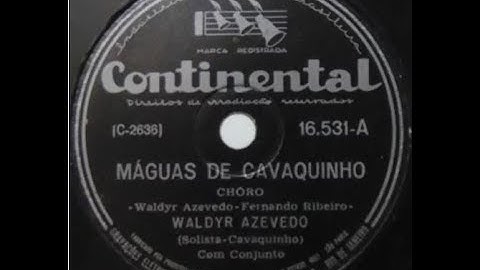 MARCA REGISTRADA
Continental
Direitos de irradiação reservados
(C-2636) 16.531-A
MÁGUAS DE CAVAQUINHO
CHÔRO
-Waldyr Azevedo-Fernando Ribeiro-
WALDYR AZEVEDO
(Solista-Cavaquinho)
Com Conjunto